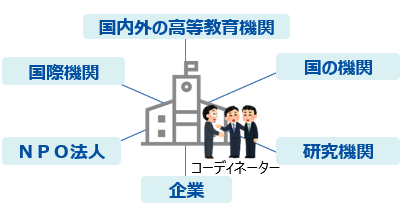 国内外の高等教育機関
国際機関
国の機関
ＮＰＯ法人
コーディネーター
研究機関
企業